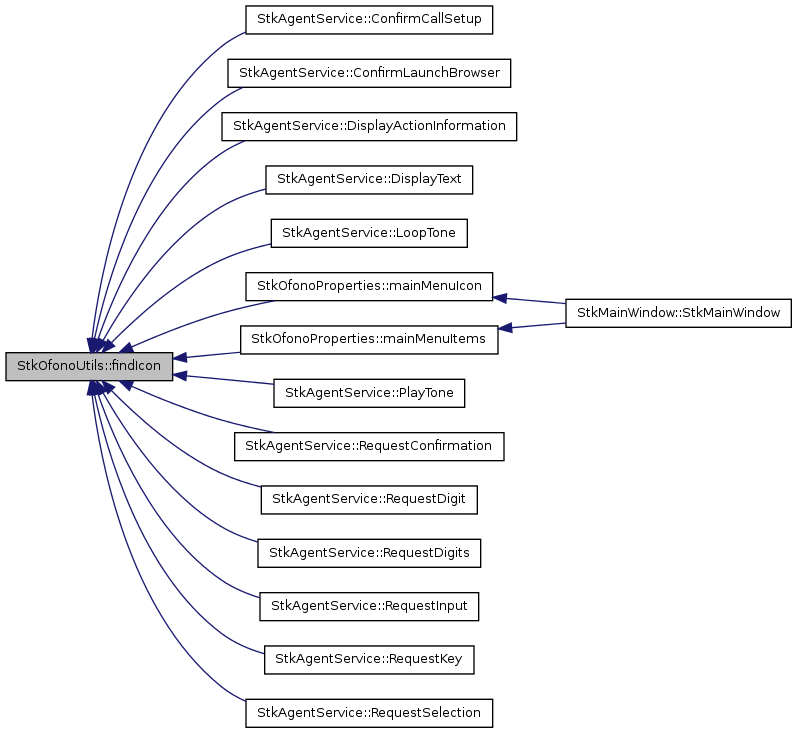 StkAgentService::ConfirmCallSetup
StkAgentService::ConfirmLaunchBrowser
StkAgentService::DisplayActionInformation
StkAgentService::DisplayText
StkAgentService::LoopTone
StkOfonoProperties::mainMenuIcon
StkMainWindow::StkMainWindow
StkOfonoProperties::mainMenuItems
StkOfonoUtils::findIcon
StkAgentService::PlayTone
StkAgentService::RequestConfirmation
StkAgentService::RequestDigit
StkAgentService::RequestDigits
StkAgentService::RequestInput
StkAgentService::RequestKey
StkAgentService::RequestSelection